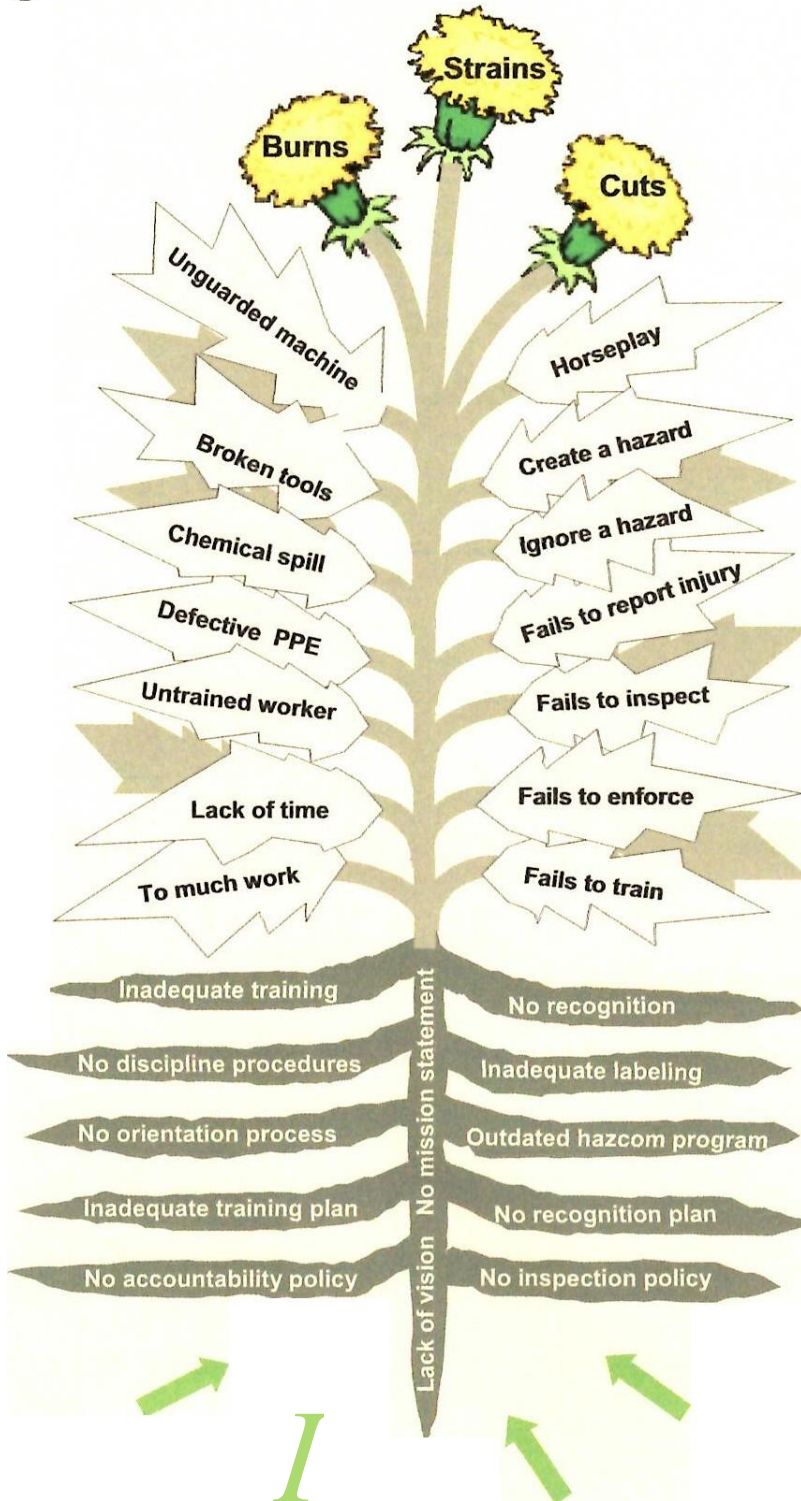 Strains
Burns
Cuts
Unguarded machine
Horseplay
Broken tools
Create a hazard
Chemical spill
Ignore a hazard
Defective PPE
Fails to report injury
Untrained worker
Fails to inspect
Lack of time
Fails to enforce
To much work
Fails to train
Inadequate training
No recognition
No discipline procedures
Inadequate labeling
No orientation process
Outdated hazcom program
Inadequate training plan
No recognition plan
No accountability policy
No inspection policy
Lack of vision No mission statement
I